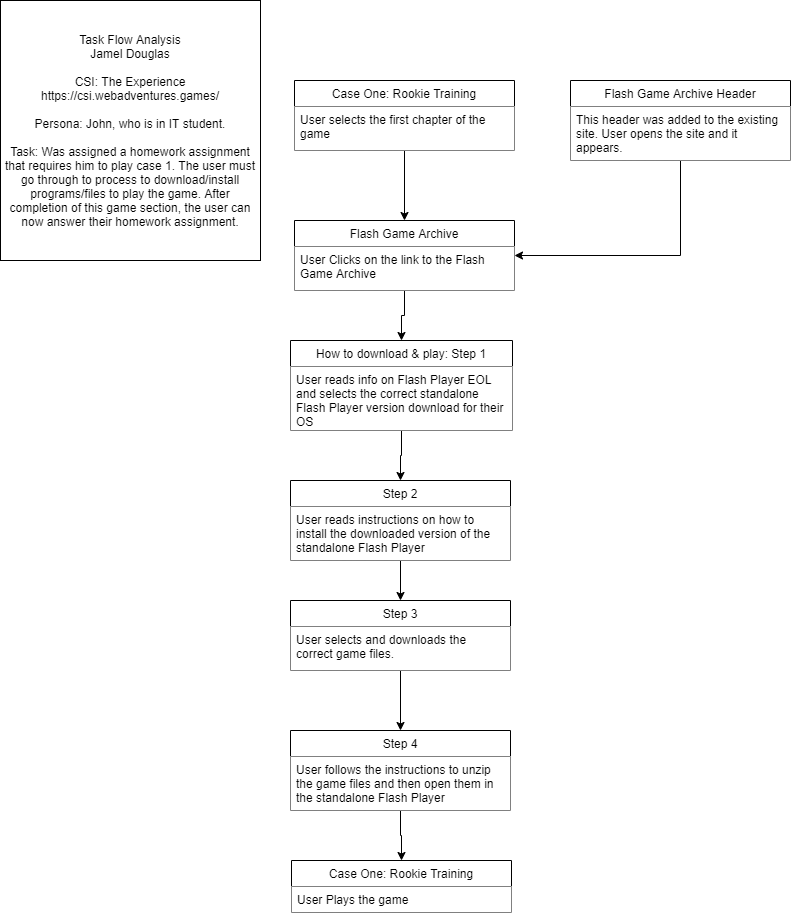 Task Flow Analysis
Jamel Douglas
CSI: The Experience
https://csi.webadventures.games/
Persona: John, who is in IT student.
Task: Was assigned a homework assignment
that requires him to play case 1. The user must
go through to process to download/install
programs/files to play the game. After
completion of this game section, the user can
now answer their homework assignment.
Case One: Rookie Training
User selects the first chapter of the
game
Flash Game Archive Header
This header was added to the existing
site. User opens the site and it
appears.
Flash Game Archive
User Clicks on the link to the Flash
Game Archive
How to download & play: Step 1
User reads info on Flash Player EOL
and selects the correct standalone
Flash Player version download for their
OS
Step 2
User reads instructions on how to
install the downloaded version of the
standalone Flash Player
Step 3
User selects and downloads the
correct game files.
Step 4
User follows the instructions to unzip
the game files and then open them in
the standalone Flash Player
Case One: Rookie Training
User Plays the game